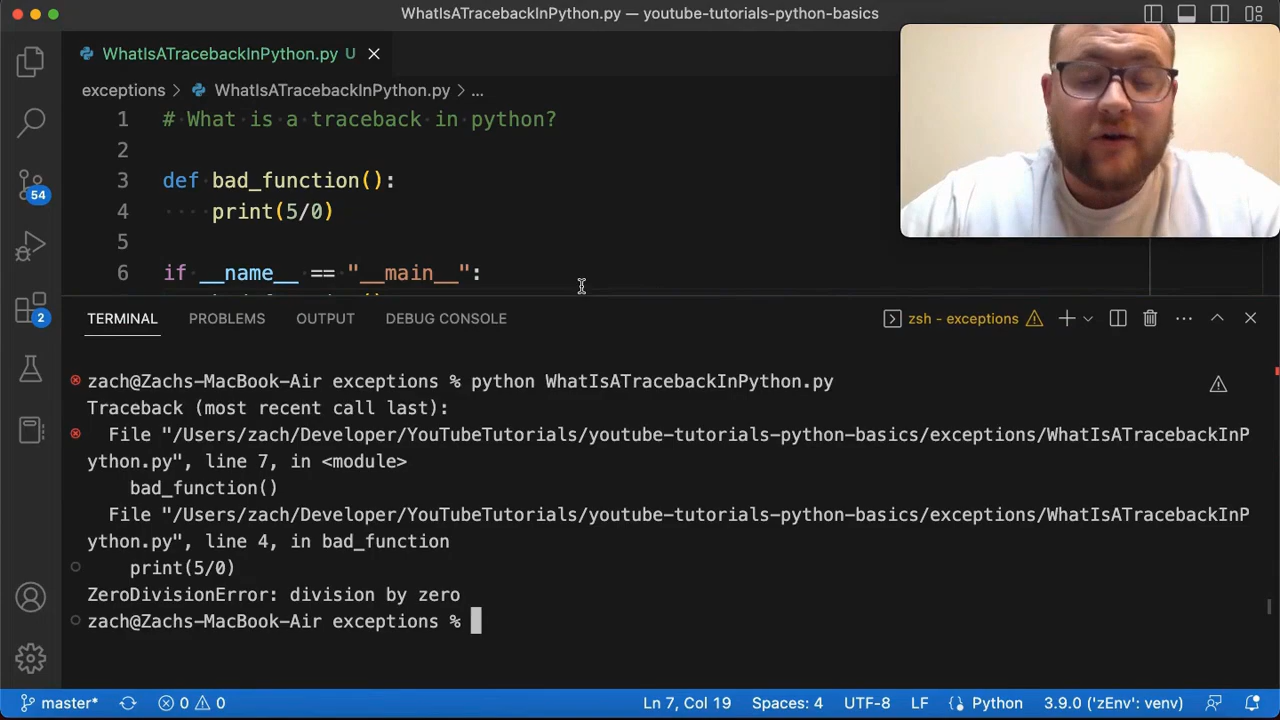 WhatIsATracebackInPython.py — youtube-tutorials-python-basics
WhatIsATracebackInPython.py U
exceptions > WhatIsATracebackInPython.py > ...
1 # What is a traceback in python?
2
3 def bad_function():
4 print(5/0)
5
6 if __name__ == "__main__":
54
2
TERMINAL PROBLEMS OUTPUT DEBUG CONSOLE zsh - exceptions
zach@Zachs-MacBook-Air exceptions % python WhatIsATracebackInPython.py
Traceback (most recent call last):
File "/Users/zach/Developer/YouTubeTutorials/youtube-tutorials-python-basics/exceptions/WhatIsATracebackInP
ython.py", line 7, in <module>
bad_function()
File "/Users/zach/Developer/YouTubeTutorials/youtube-tutorials-python-basics/exceptions/WhatIsATracebackInP
ython.py", line 4, in bad_function
print(5/0)
ZeroDivisionError: division by zero
zach@Zachs-MacBook-Air exceptions %
master* 0 0 Ln 7, Col 19 Spaces: 4 UTF-8 LF Python 3.9.0 ('zEnv': venv)